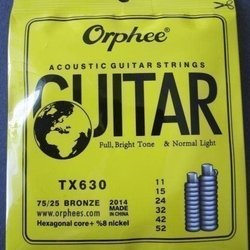 Orphee®
ACOUSTIC GUITAR STRINGS
GUITAR
Pull, Bright Tone & Normal Light
TX630
75/25 BRONZE
2014
MADE
IN CHINA
www.orphees.com
Hexagonal core+ %8 nickel
11
15
24
32
42
52